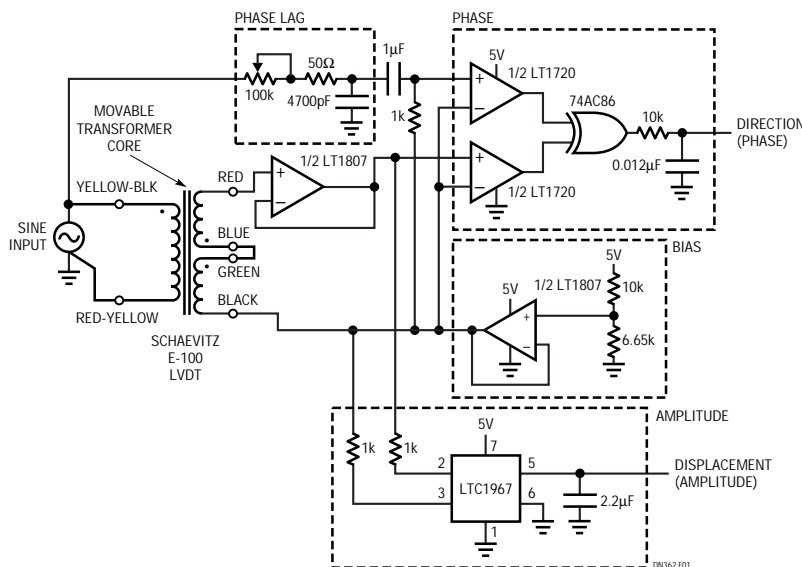 PHASE LAG
PHASE
1µF
5V
50Ω
1/2 LT1720
100k
4700pF
74AC86
10k
1k
MOVABLE
TRANSFORMER
CORE
DIRECTION
(PHASE)
1/2 LT1807
RED
+
−
+
−
+
−
0.012µF
1/2 LT1720
YELLOW-BLK
SINE
INPUT
BLUE
GREEN
BIAS
5V
5V
1/2 LT1807
10k
BLACK
+
−
6.65k
RED-YELLOW
SCHAEVITZ
E-100
LVDT
AMPLITUDE
5V
1k
1k
7
2
5
DISPLACEMENT
(AMPLITUDE)
LTC1967
3
6
2.2µF
1
DN362 F01